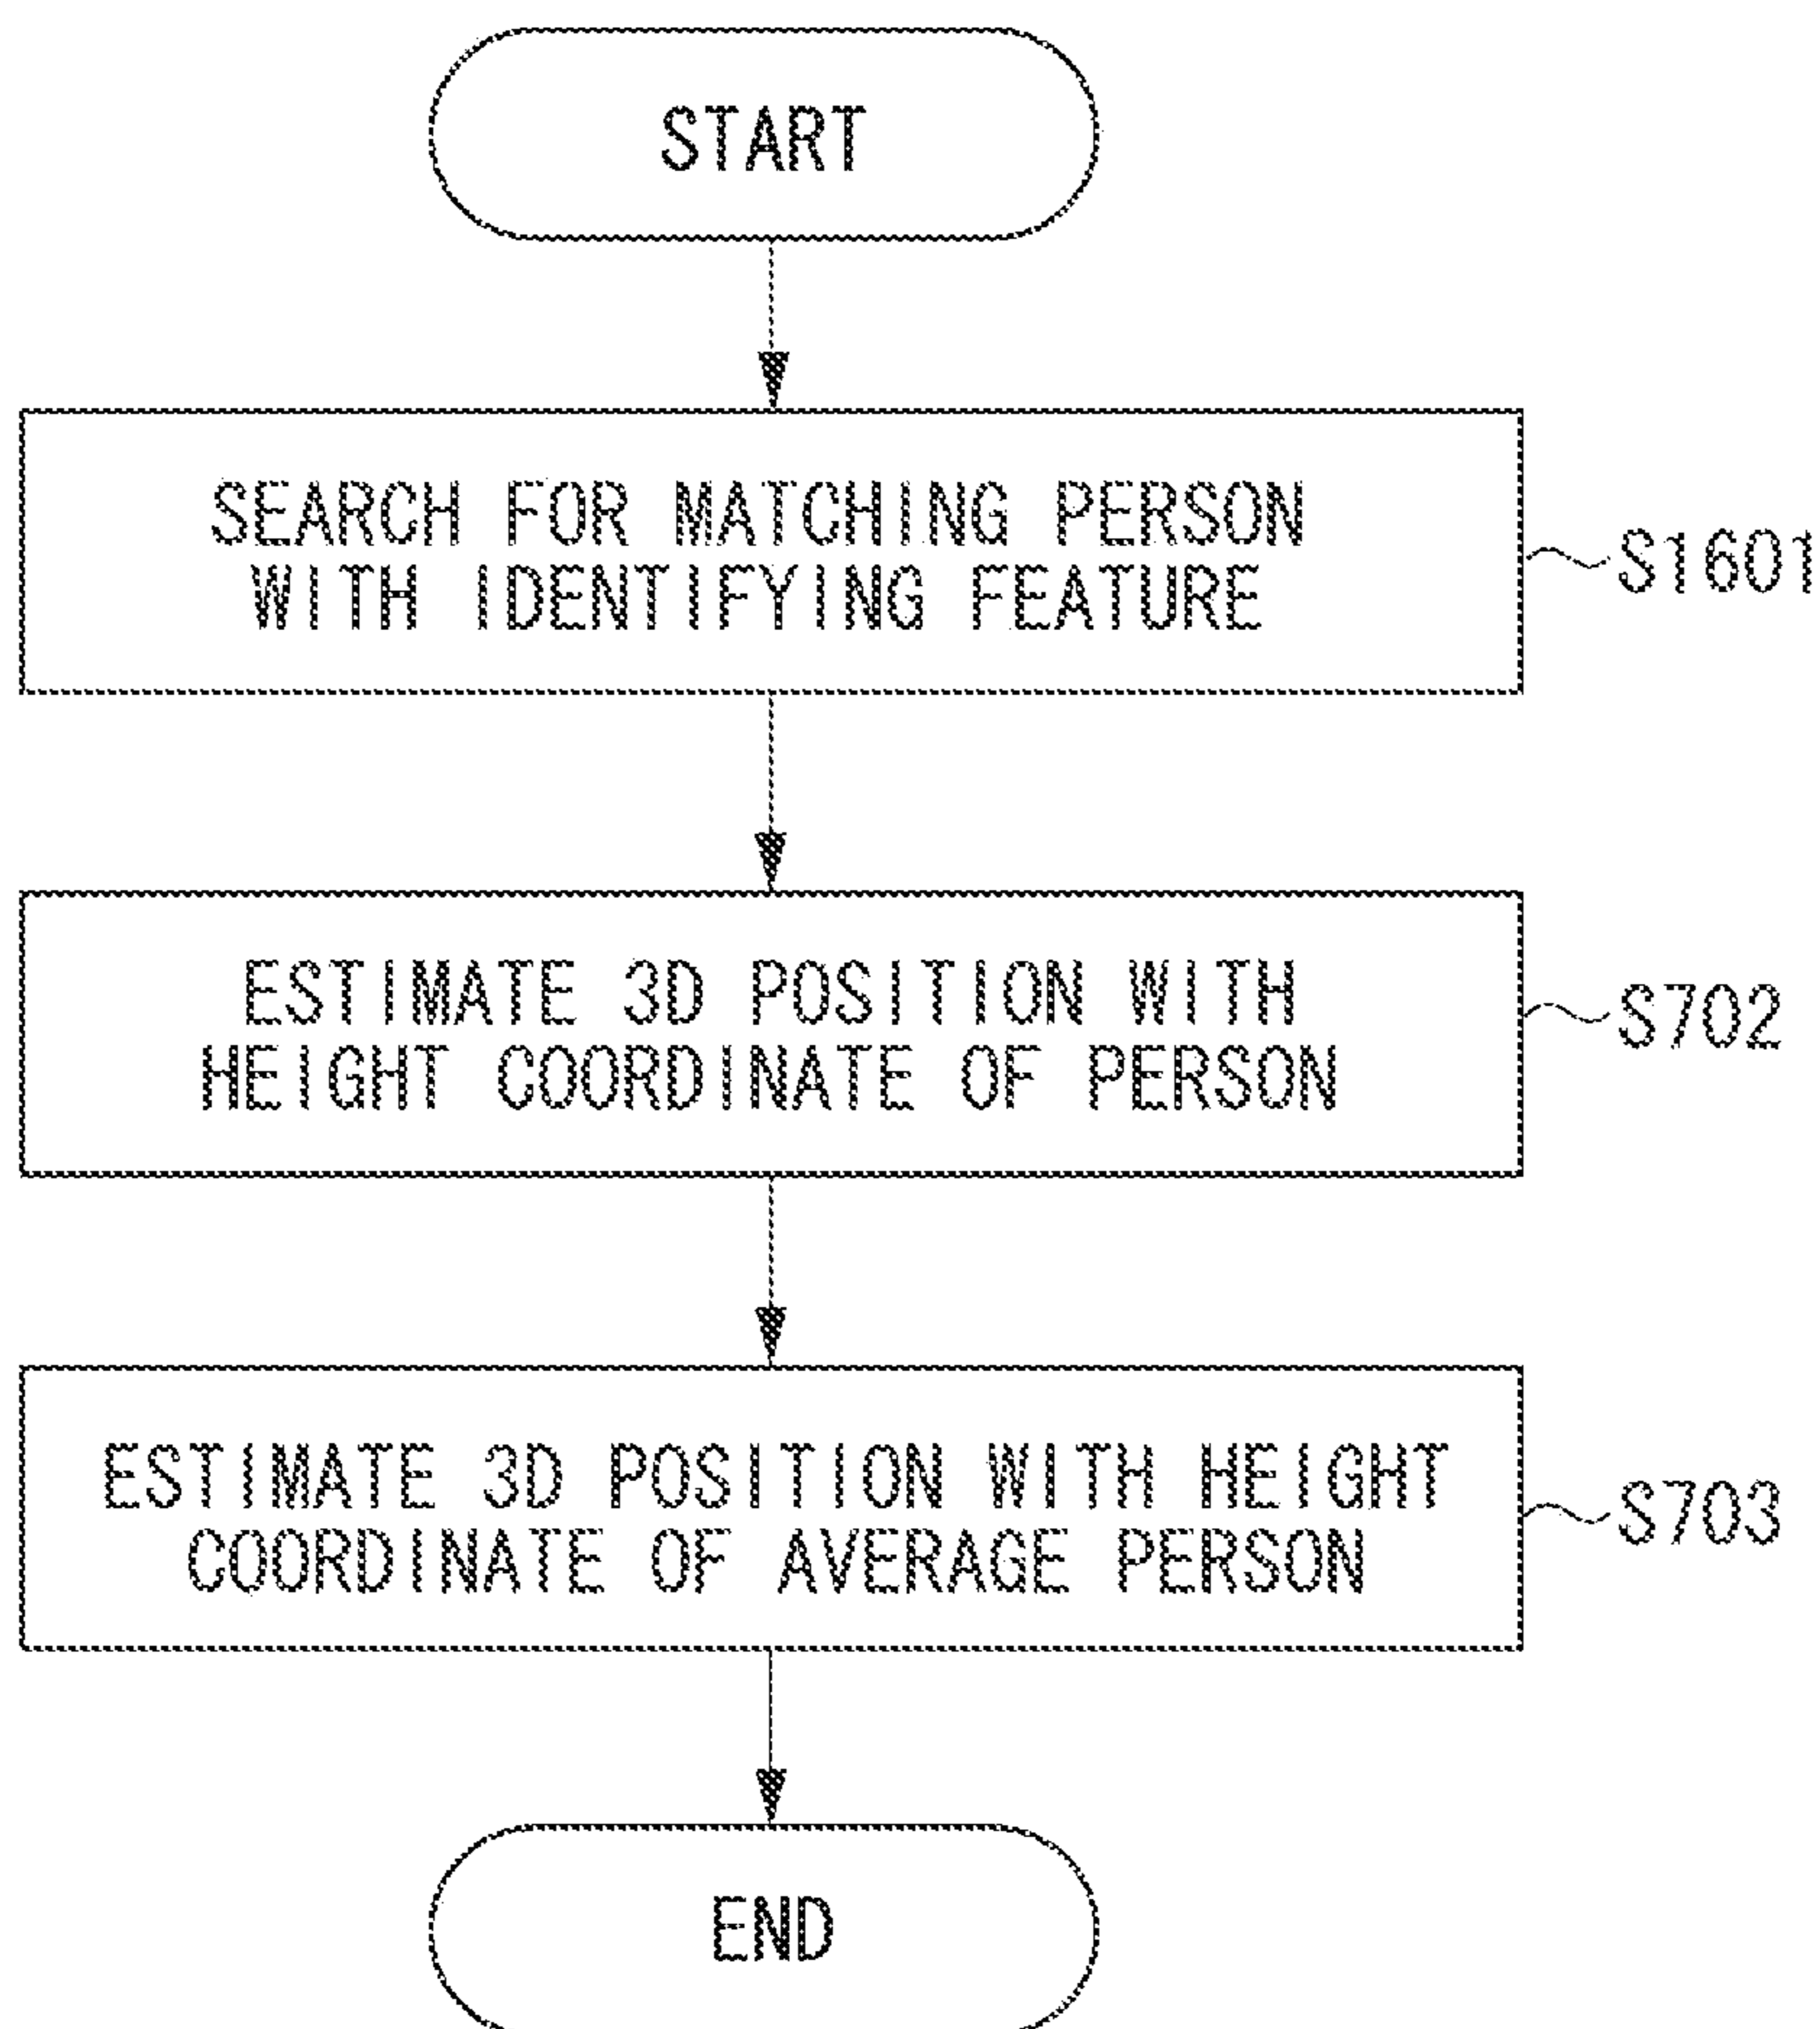 START
SEARCH FOR MATCHING PERSON
WITH IDENTIFYING FEATURE
S1601
ESTIMATE 3D POSITION WITH
HEIGHT COORDINATE OF PERSON
S702
ESTIMATE 3D POSITION WITH HEIGHT
COORDINATE OF AVERAGE PERSON
S703
END